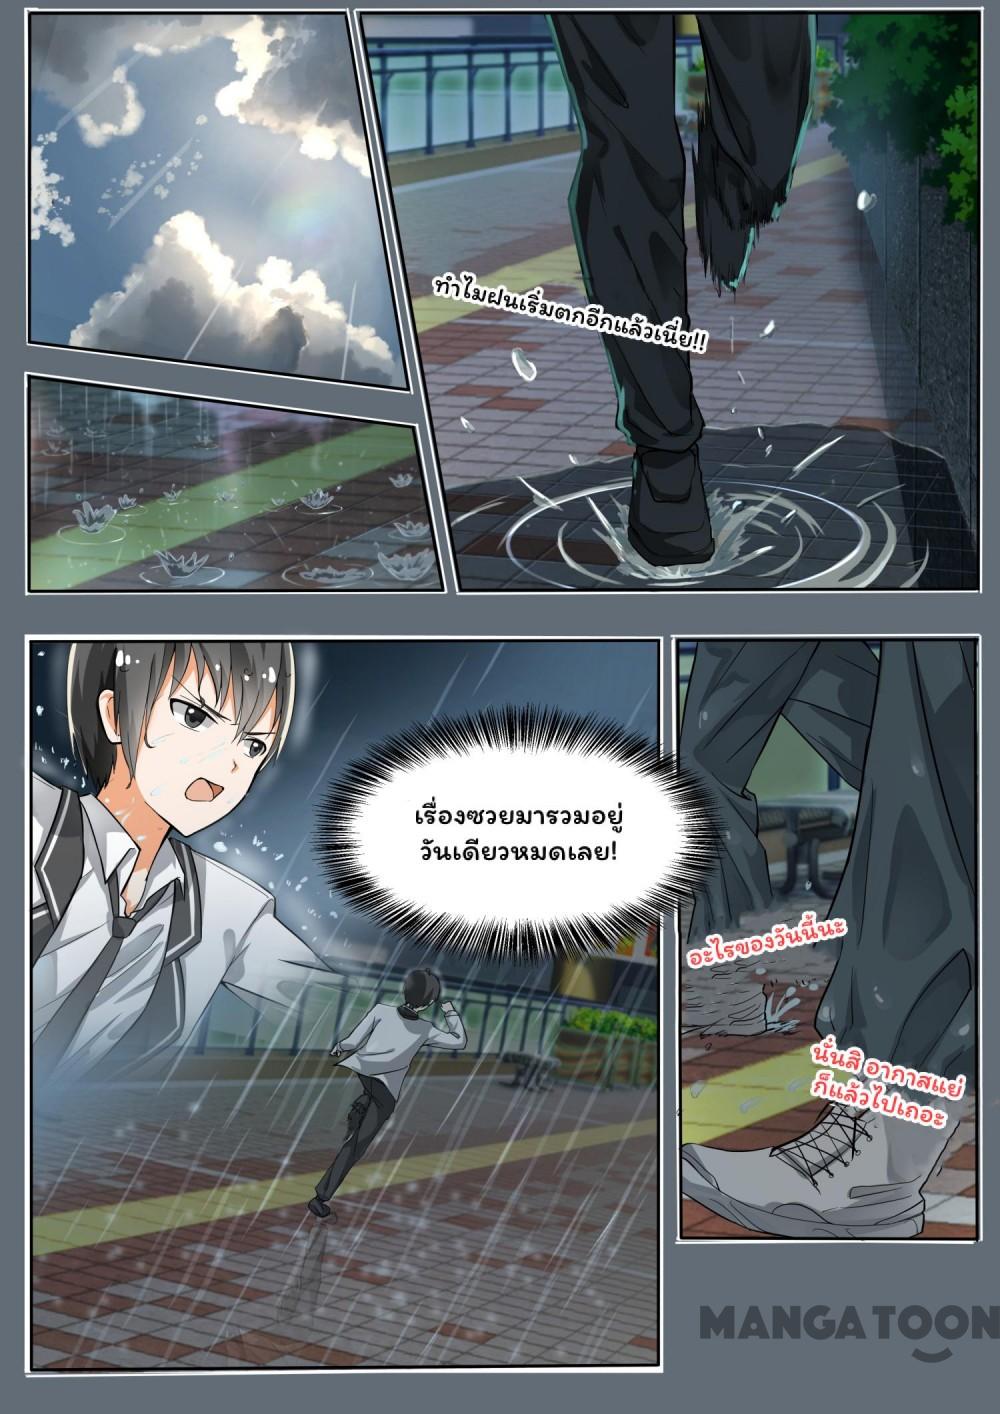 ทำไมฝนเริ่มตกอีกแล้วเนี่ย!!
เรื่องซวยมารวมอยู่
วันเดียวหมดเลย!
อะไรของวันนี้นะ
นั่นสิ อากาสแย่
ก็แล้วไปเถอะ
MANGA TOON